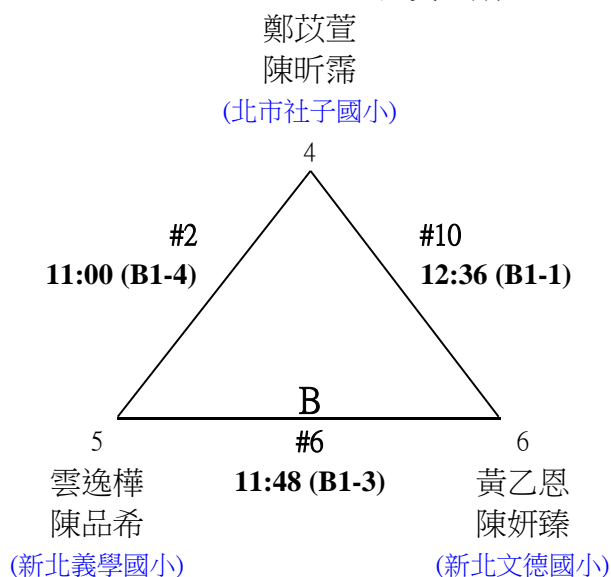 鄭苡萱
陳昕霈
(北市社子國小)
4
#2
#10
11:00 (B1-4)
12:36 (B1-1)
B
5
#6
6
雲逸樺
11:48 (B1-3)
黃乙恩
陳品希
陳妍臻
(新北義學國小)
(新北文德國小)